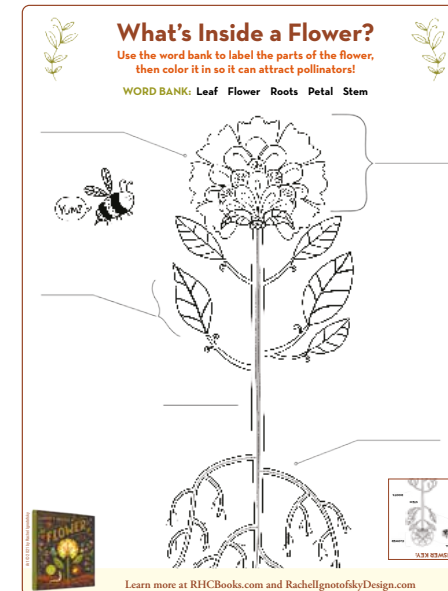 What's Inside a Flower?
Use the word bank to label the parts of the flower,
then color it in so it can attract pollinators!
WORD BANK: Leaf Flower Roots Petal Stem
YUM!
FLOWER
Learn more at RHCBooks.com and RachelIgnotofskyDesign.com